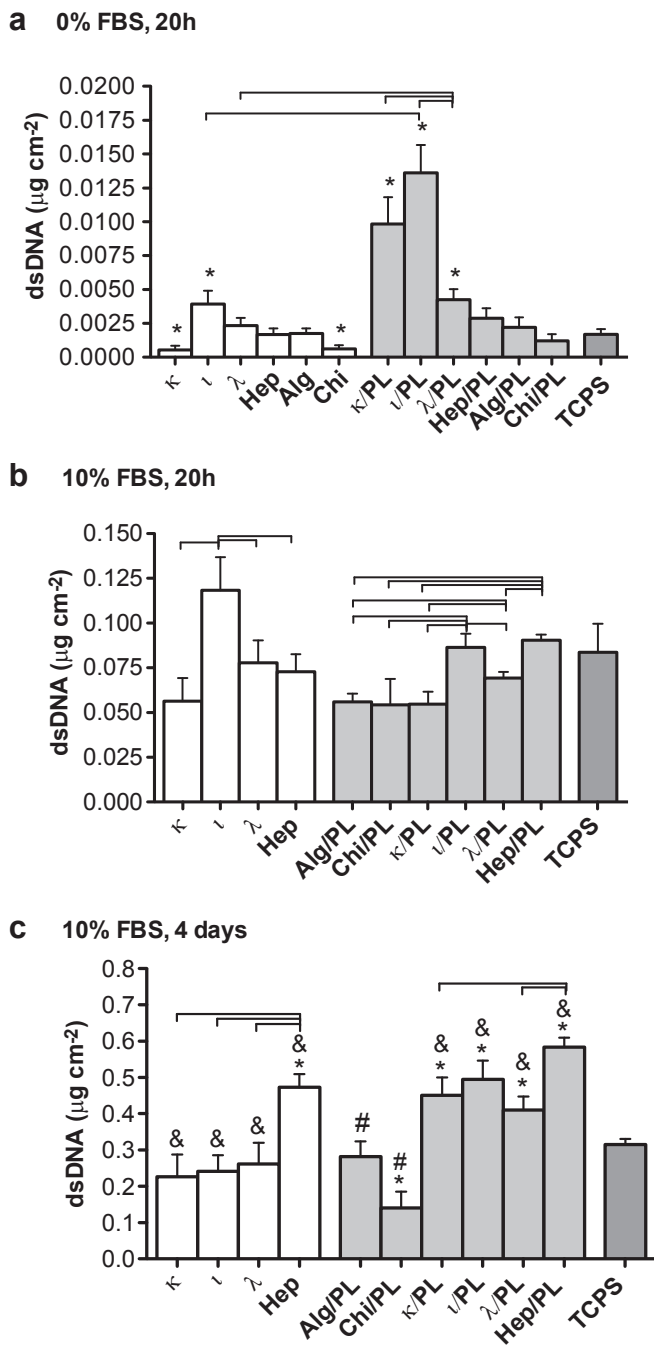 a 0% FBS, 20h
dsDNA (μg cm-2)
0.0200
0.0175
0.0150
0.0125
0.0100
0.0075
0.0050
0.0025
0.0000
* * * * * *
κ ι λ Hep Alg Chi κ/PL ι/PL λ/PL Hep/PL Alg/PL Chi/PL TCPS
b 10% FBS, 20h
dsDNA (μg cm-2)
0.150
0.125
0.100
0.075
0.050
0.025
0.000
κ ι λ Hep Alg/PL Chi/PL κ/PL ι/PL λ/PL Hep/PL TCPS
c 10% FBS, 4 days
dsDNA (μg cm-2)
0.8
0.7
0.6
0.5
0.4
0.3
0.2
0.1
0.0
& & & & # # & & & &
* * * * * *
κ ι λ Hep Alg/PL Chi/PL κ/PL ι/PL λ/PL Hep/PL TCPS